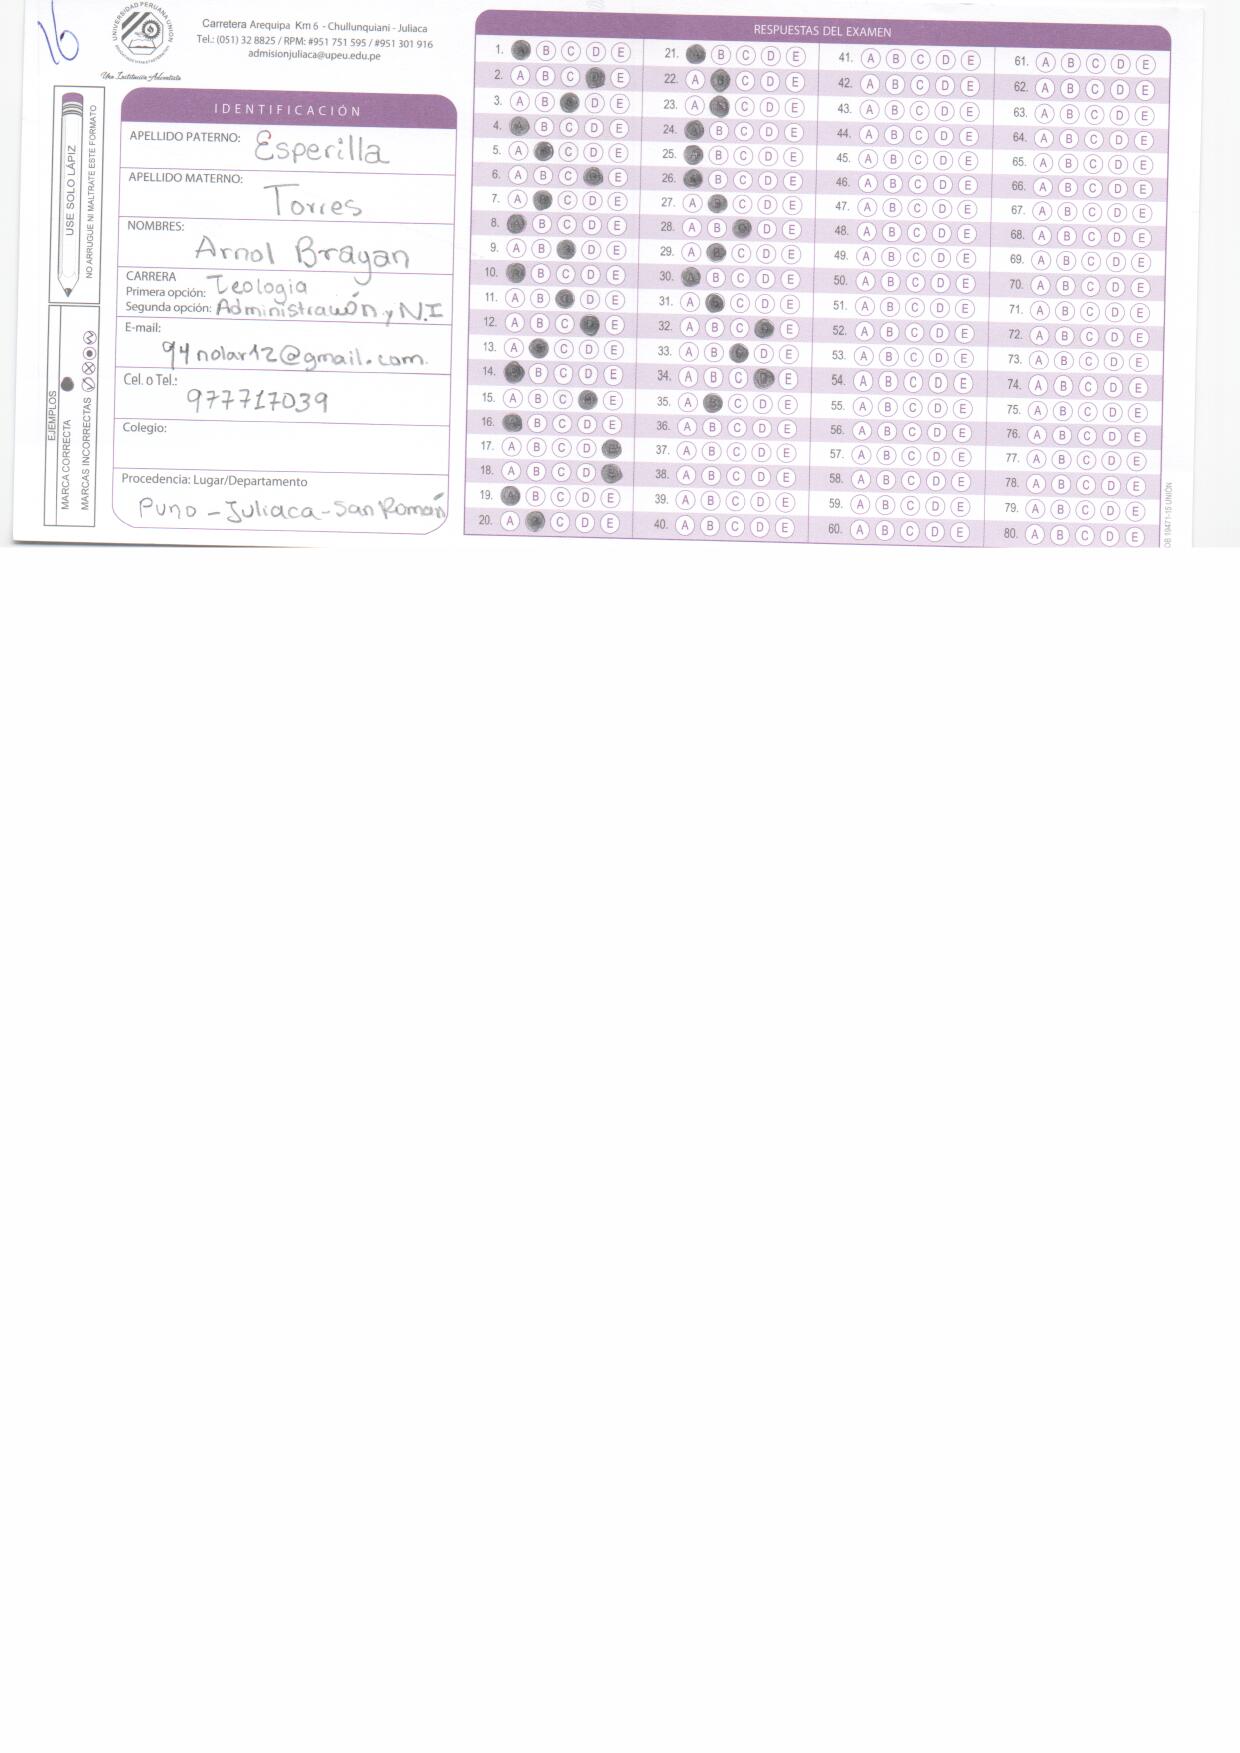 16
UNIVERSIDAD PERUANA UNIÓN
Una Institución Adventista
Carretera Arequipa Km 6 - Chullunquiani - Juliaca
Tel.: (051) 32 8825 / RPM: #951 751 595 / #951 301 916
admisionjuliaca@upeu.edu.pe
USE SOLO LÁPIZ
NO ARRUGUE NI MALTRATE ESTE FORMATO
EJEMPLOS
MARCA CORRECTA
MARCAS INCORRECTAS
IDENTIFICACIÓN
APELLIDO PATERNO: Esperilla
APELLIDO MATERNO: Torres
NOMBRES: Arnol Brayan
CARRERA
Primera opción: Teologia
Segunda opción: Administración y N.I
E-mail:
94nolar12@gmail.com.
Cel. o Tel.:
977717039
Colegio:
Procedencia: Lugar/Departamento
Puno - Juliaca - San Román
RESPUESTAS DEL EXAMEN
1. B C D E
2. A B C D E
3. A B D E
4. A B C D E
5. A C D E
6. A B C D E
7. A B C D E
8. A B C D E
9. A B D E
10. B C D E
11. A B D E
12. A B C E
13. A C D E
14. B C D E
15. A B C E
16. B C D E
17. A B C D
18. A B C D
19. A B C D E
20. A C D E
21. A B C D E
22. A B C D E
23. A C D E
24. A B C D E
25. A B C D E
26. A B C D E
27. A B C D E
28. A B D E
29. A B C D E
30. A B C D E
31. A C D E
32. A B C E
33. A B D E
34. A B C D E
35. A B C D E
36. A B C D E
37. A B C D E
38. A B C D E
39. A B C D E
40. A B C D E
41. A B C D E
42. A B C D E
43. A B C D E
44. A B C D E
45. A B C D E
46. A B C D E
47. A B C D E
48. A B C D E
49. A B C D E
50. A B C D E
51. A B C D E
52. A B C D E
53. A B C D E
54. A B C D E
55. A B C D E
56. A B C D E
57. A B C D E
58. A B C D E
59. A B C D E
60. A B C D E
61. A B C D E
62. A B C D E
63. A B C D E
64. A B C D E
65. A B C D E
66. A B C D E
67. A B C D E
68. A B C D E
69. A B C D E
70. A B C D E
71. A B C D E
72. A B C D E
73. A B C D E
74. A B C D E
75. A B C D E
76. A B C D E
77. A B C D E
78. A B C D E
79. A B C D E
80. A B C D E
OB 19471-15 UNION